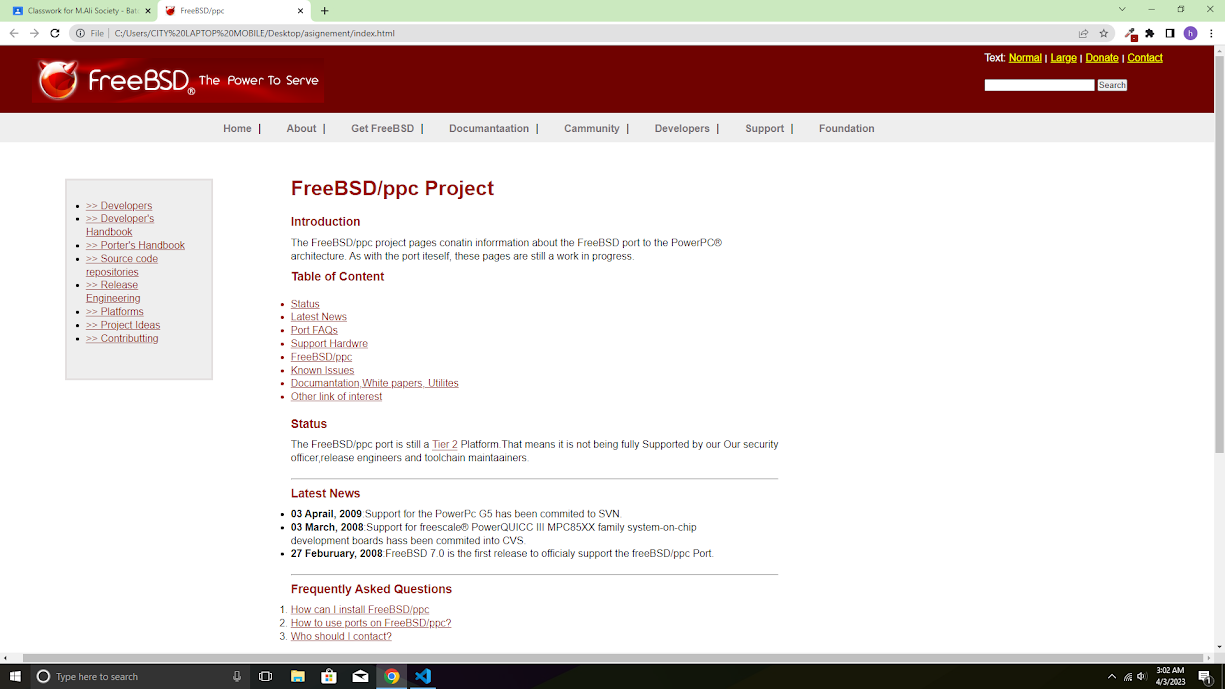 Classwork for M.Ali Society - Bat
FreeBSD/ppc
File | C:/Users/CITY%20LAPTOP%20MOBILE/Desktop/asignement/index.html
h
FreeBSD® The Power To Serve
Text: Normal | Large | Donate | Contact
Search
Home | About | Get FreeBSD | Documantaation | Cammunity | Developers | Support | Foundation
>> Developers
>> Developer's
Handbook
>> Porter's Handbook
>> Source code
repositories
>> Release
Engineering
>> Platforms
>> Project Ideas
>> Contributting
FreeBSD/ppc Project
Introduction
The FreeBSD/ppc project pages conatin inforrmation about the FreeBSD port to the PowerPC®
architecture. As with the port iteself, these pages are still a work in progress.
Table of Content
Status
Latest News
Port FAQs
Support Hardwre
FreeBSD/ppc
Known Issues
Documantation,White papers, Utilites
Other link of interest
Status
The FreeBSD/ppc port is still a Tier 2 Platform.That means it is not being fully Supported by our Our security
officer,release engineers and toolchain maintaainers.
Latest News
03 Aprail, 2009:Support for the PowerPc G5 has been commited to SVN.
03 March, 2008:Support for freescale® PowerQUICC III MPC85XX family system-on-chip
development boards hass been commited into CVS.
27 Feburuary, 2008:FreeBSD 7.0 is the first release to officialy support the freeBSD/ppc Port.
Frequently Asked Questions
1. How can I install FreeBSD/ppc
2. How to use ports on FreeBSD/ppc?
3. Who should I contact?
Type here to search
3:02 AM
4/3/2023
1